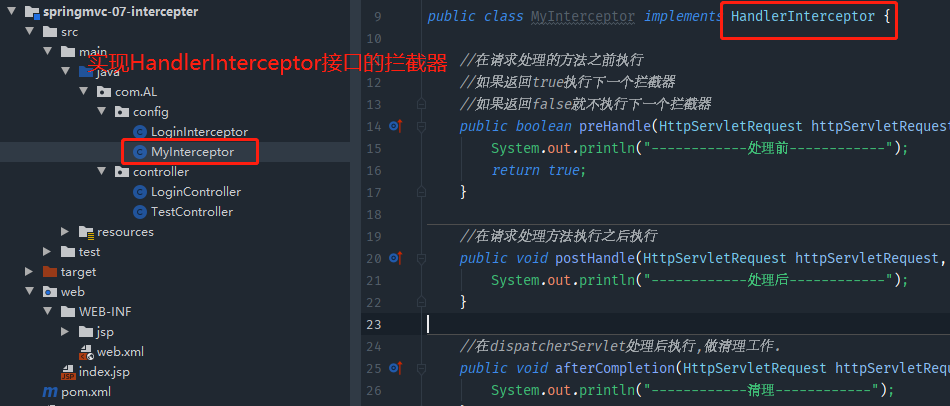 springmvc-07-intercepter
src
main
实现HandlerInterceptor接口的拦截器
java
com.AL
config
LoginInterceptor
MyInterceptor
controller
LoginController
TestController
resources
test
target
web
WEB-INF
jsp
web.xml
index.jsp
pom.xml
9 public class MyInterceptor implements HandlerInterceptor {
10
11 //在请求处理的方法之前执行
12 //如果返回true执行下一个拦截器
13 //如果返回false就不执行下一个拦截器
14 public boolean preHandle(HttpServletRequest httpServletRequest
15 System.out.println("------------处理前------------");
16 return true;
17 }
18
19 //在请求处理方法执行之后执行
20 public void postHandle(HttpServletRequest httpServletRequest,
21 System.out.println("------------处理后------------");
22 }
23
24 //在dispatcherServlet处理后执行,做清理工作.
25 public void afterCompletion(HttpServletRequest httpServletReque
26 System.out.println("------------清理------------");